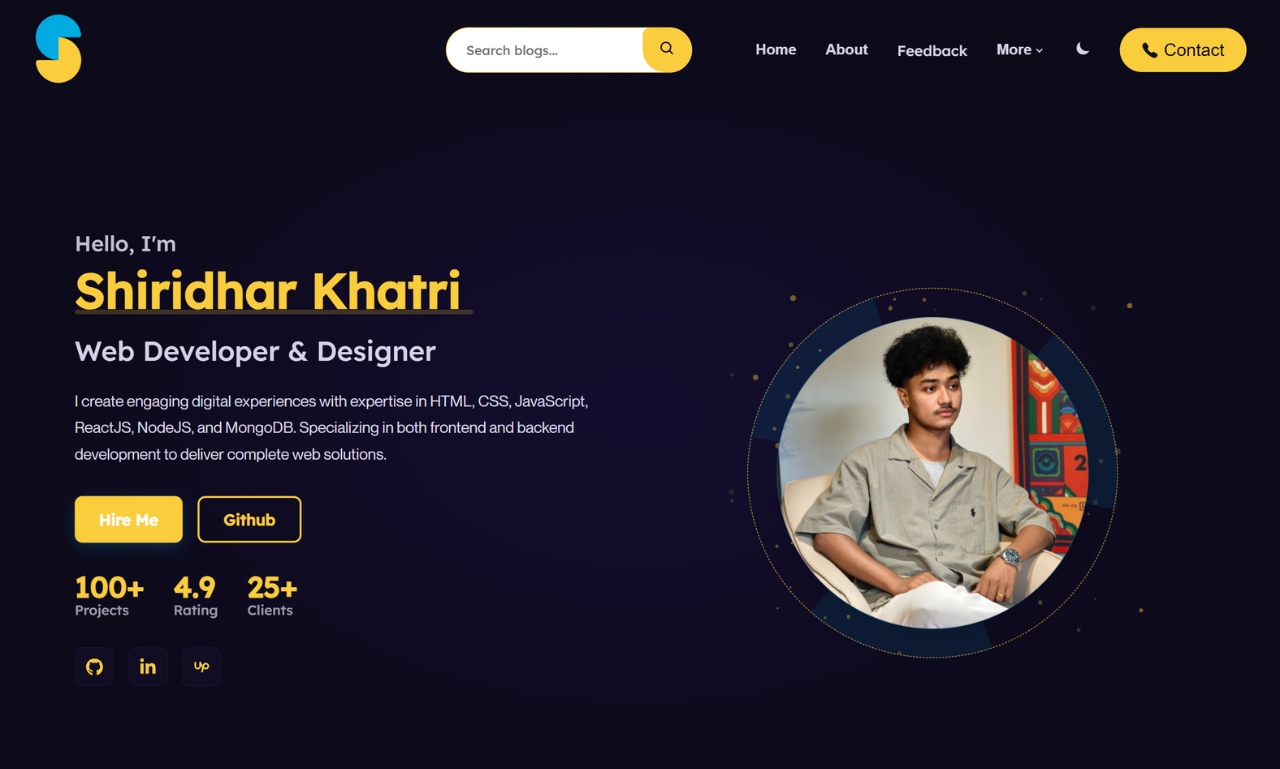 Search blogs...
Home
About
Feedback
More
Contact
Hello, I'm
Shiridhar Khatri
Web Developer & Designer
I create engaging digital experiences with expertise in HTML, CSS, JavaScript,
ReactJS, NodeJS, and MongoDB. Specializing in both frontend and backend
development to deliver complete web solutions.
Hire Me
Github
100+
Projects
4.9
Rating
25+
Clients
in
up
2